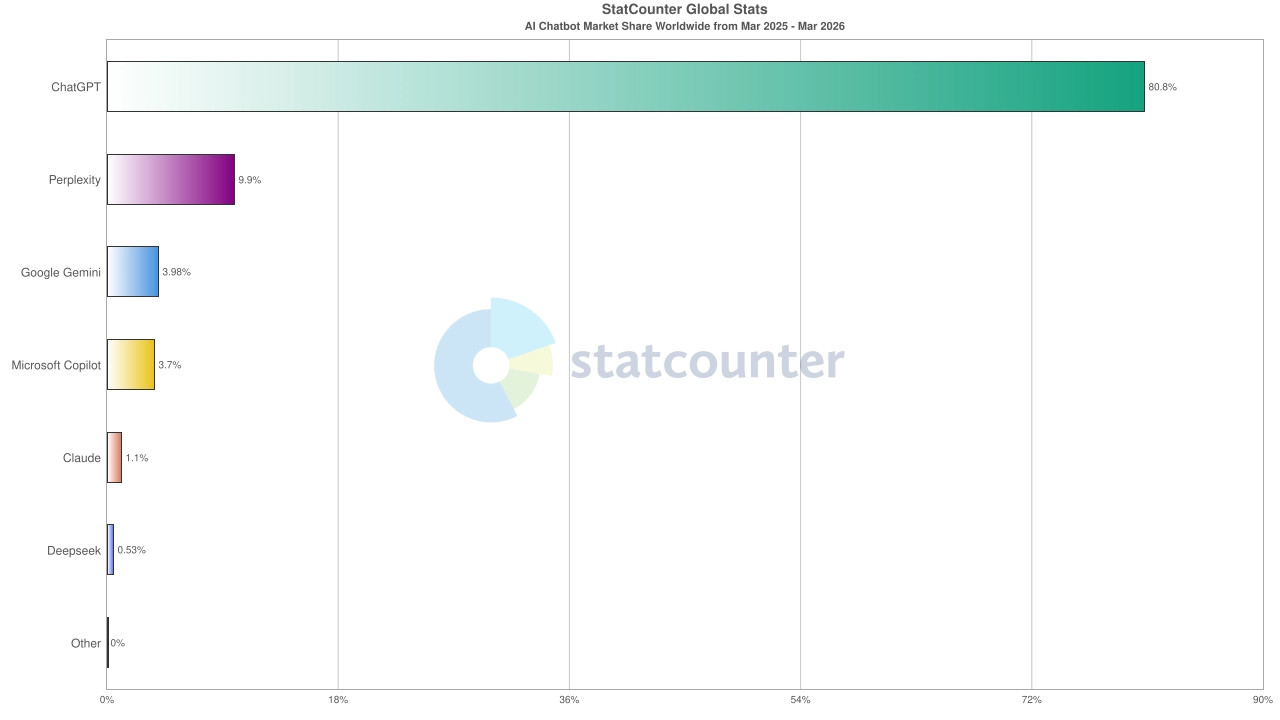 StatCounter Global Stats
AI Chatbot Market Share Worldwide from Mar 2025 - Mar 2026
ChatGPT 80.8%
Perplexity 9.9%
Google Gemini 3.98%
Microsoft Copilot 3.7%
statcounter
Claude 1.1%
Deepseek 0.53%
Other 0%
0% 18% 36% 54% 72% 90%